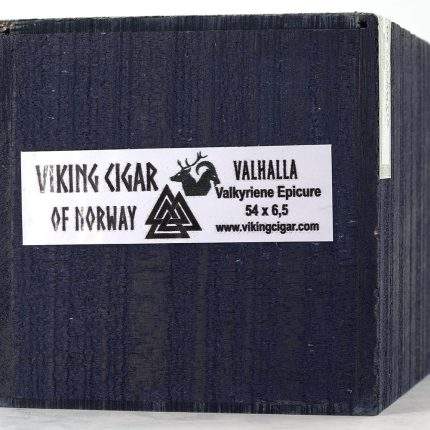 VIKING CIGAR
OF NORWAY
VALHALLA
Valkyriene Epicure
54 x 6,5
www.vikingcigar.com